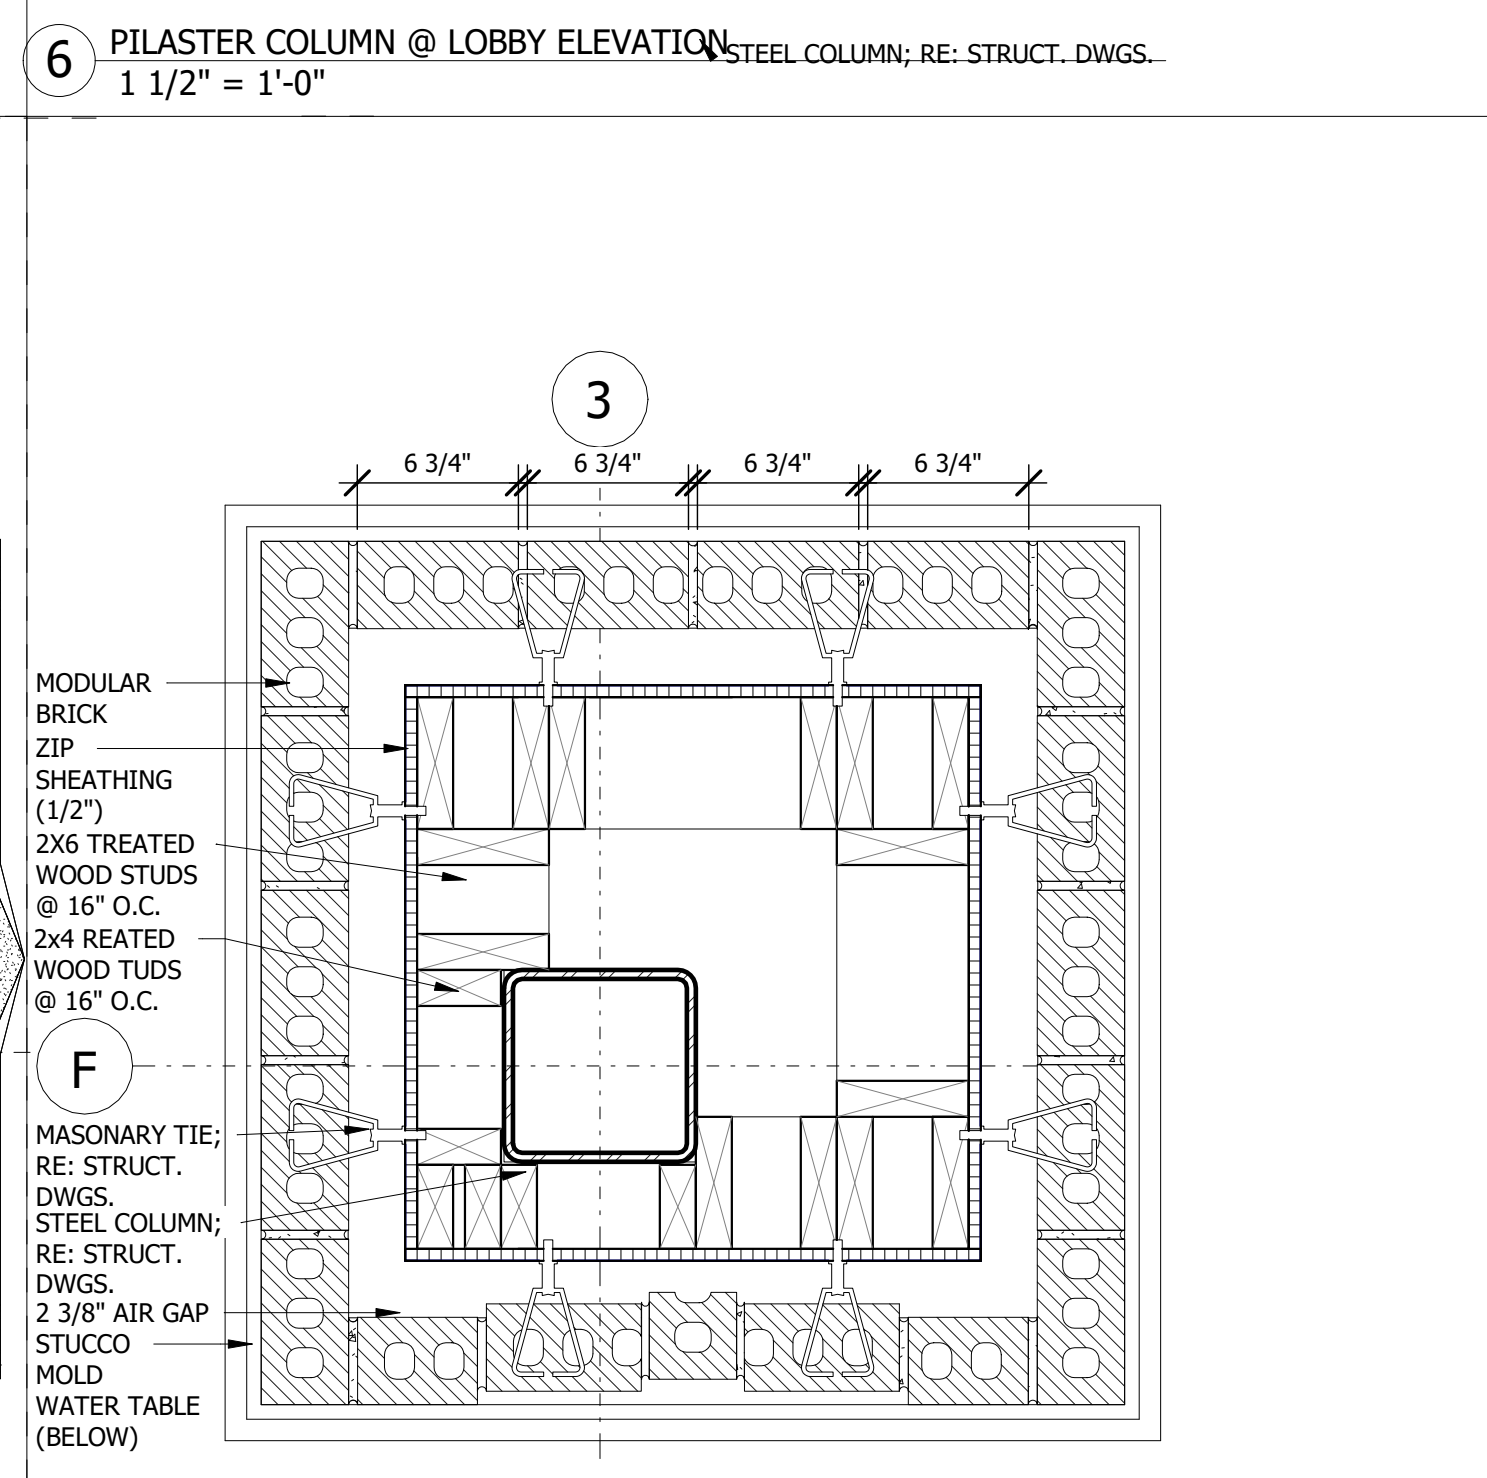 6
PILASTER COLUMN @ LOBBY ELEVATION
STEEL COLUMN; RE: STRUCT. DWGS.
1 1/2" = 1'-0"
3
6 3/4" 6 3/4" 6 3/4" 6 3/4"
MODULAR
BRICK
ZIP
SHEATHING
(1/2")
2X6 TREATED
WOOD STUDS
@ 16" O.C.
2x4 REATED
WOOD TUDS
@ 16" O.C.
F
MASONARY TIE;
RE: STRUCT.
DWGS.
STEEL COLUMN;
RE: STRUCT.
DWGS.
2 3/8" AIR GAP
STUCCO
MOLD
WATER TABLE
(BELOW)